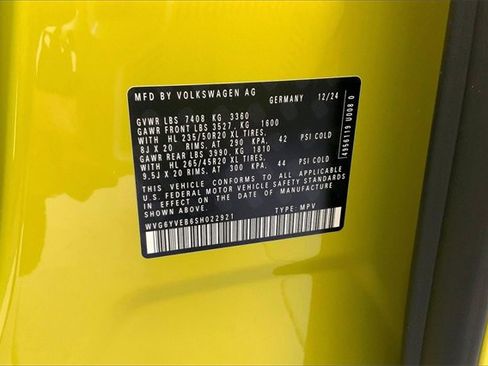 MFD BY VOLKSWAGEN AG
GERMANY 12/24
GVWR LBS 7408 KG 3360
GAWR FRONT LBS 3527, KG 1600
WITH HL 235/50R20 XL TIRES,
8J X 20 RIMS, AT 290 KPA, 42 PSI COLD
GAWR REAR LBS 3990, KG 1810
WITH HL 265/45R20 XL TIRES,
9,5J X 20 RIMS, AT 300 KPA, 44 PSI COLD
THIS VEHICLE CONFORMS TO ALL APPLICABLE
U.S. FEDERAL MOTOR VEHICLE SAFETY STANDARDS
IN EFFECT ON THE DATE OF MANUFACTURE
SHOWN ABOVE.
WVG6YVEB6SH022921 TYPE: MPV
4956119 U008.0